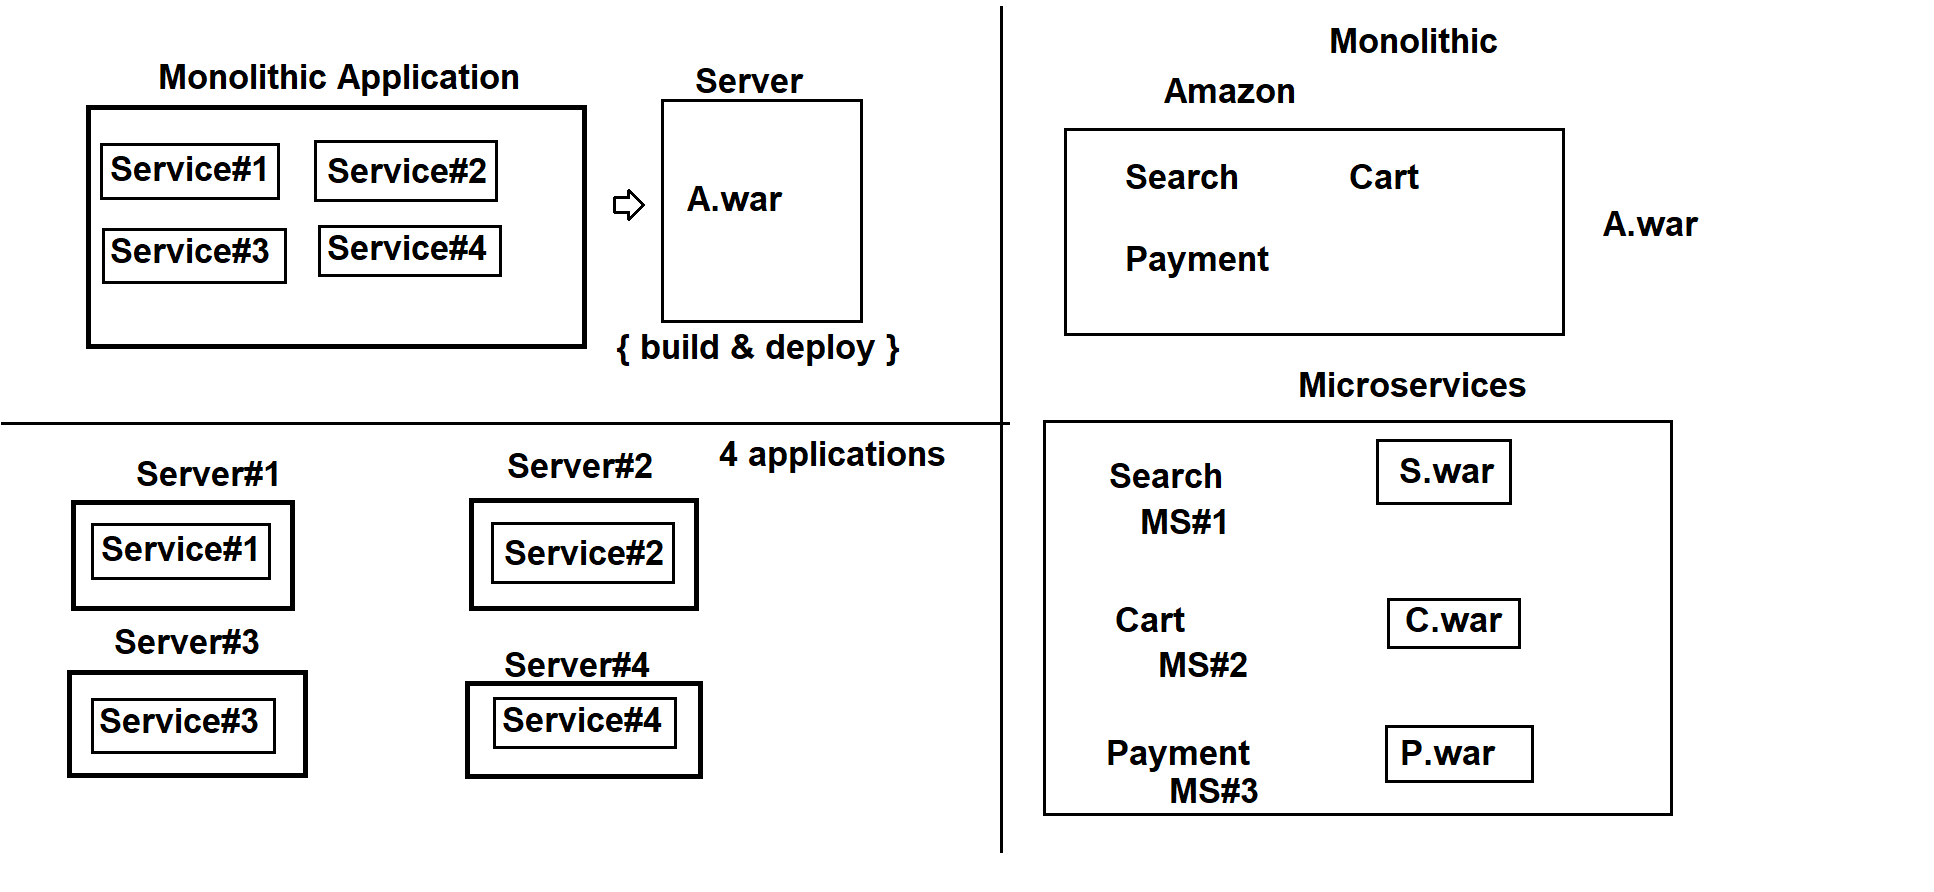 Monolithic Application
Server
Service#1
Service#2
Service#3
Service#4
A.war
{ build & deploy }
4 applications
Server#1
Server#2
Service#1
Service#2
Server#3
Server#4
Service#3
Service#4
Monolithic
Amazon
Search
Cart
Payment
A.war
Microservices
Search
S.war
MS#1
Cart
C.war
MS#2
Payment
P.war
MS#3